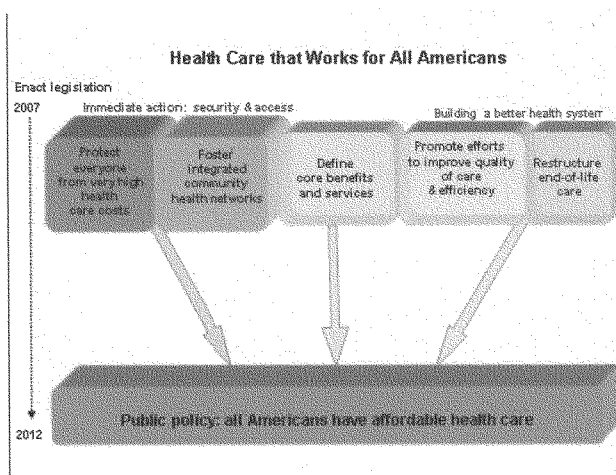 Health Care that Works for All Americans
Enact legislation
2007
Immediate action: security & access
Building a better health system
Protect
everyone
from very high
health
care costs
Foster
integrated
community
health networks
Define
core benefits
and services
Promote efforts
to improve quality
of care
& efficiency
Restructure
end-of-life
care
Public policy: all Americans have affordable health care
2012